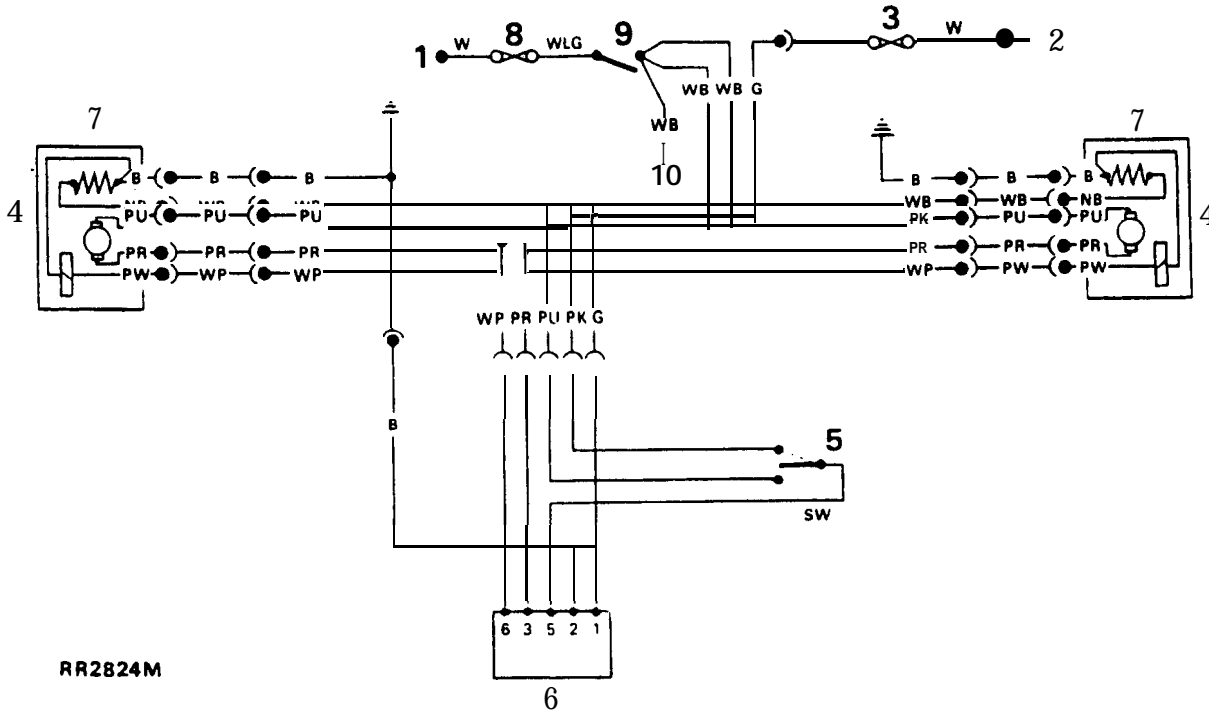 1 W 8 WLG 9 3 W 2
WB WB G
WB
10
7 7
4 B B B B B B
WB WB NB
PU PU PU PK PU PU 4
PR PR PR PR PR PR
PW WP WP WP PW PW
WP PR PU PK G
B
5
SW
6 3 5 2 1
RR2824M
6